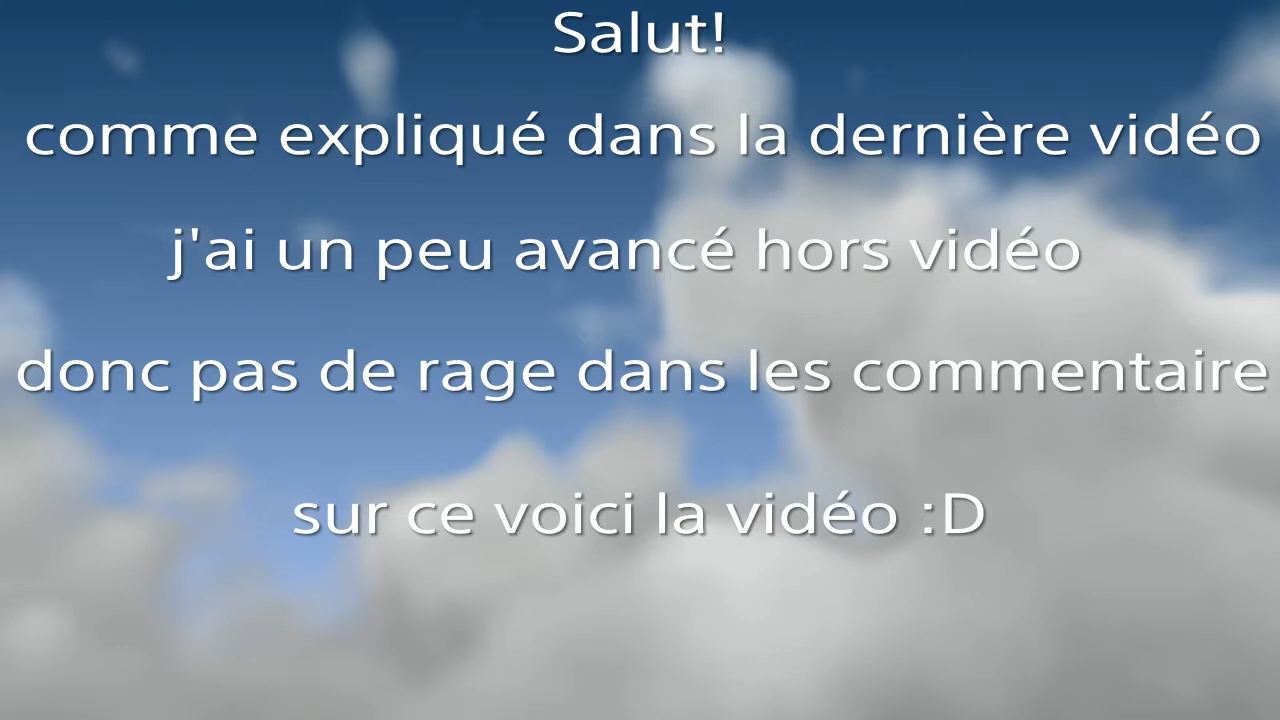 Salut!
comme expliqué dans la dernière vidéo
j'ai un peu avancé hors vidéo
donc pas de rage dans les commentaire
sur ce voici la vidéo :D